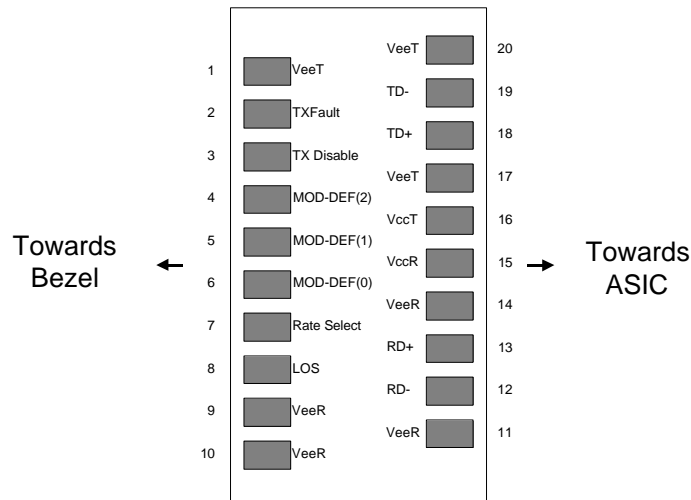 VeeT 20
1 VeeT
TD- 19
2 TXFault
TD+ 18
3 TX Disable
VeeT 17
4 MOD-DEF(2)
VccT 16
5 MOD-DEF(1)
VccR 15
6 MOD-DEF(0)
VeeR 14
7 Rate Select
RD+ 13
8 LOS
RD- 12
9 VeeR
VeeR 11
10 VeeR
Towards
Bezel
Towards
ASIC